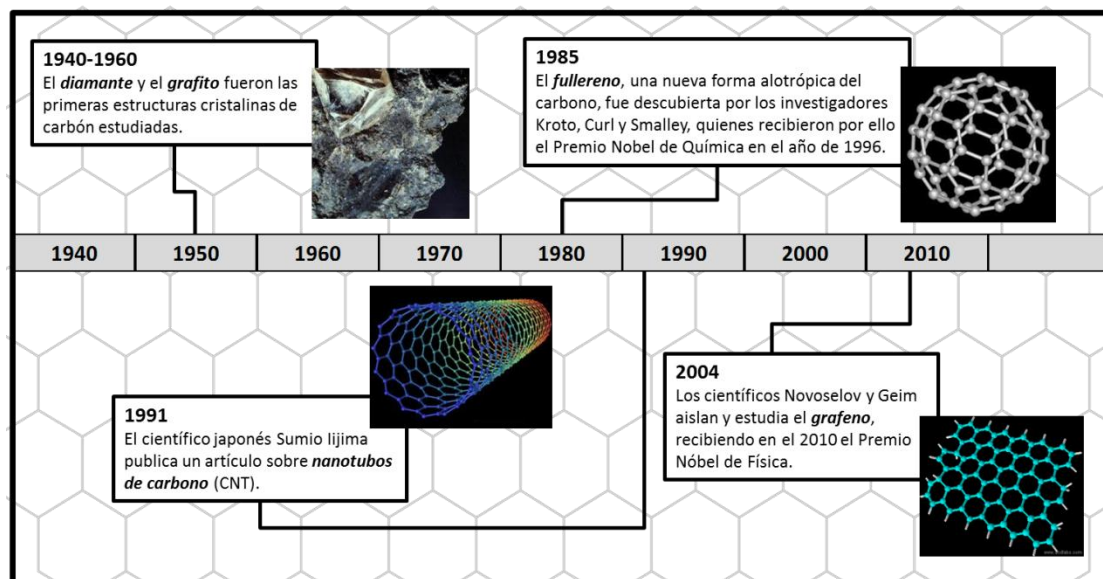 1940-1960
El diamante y el grafito fueron las
primeras estructuras cristalinas de
carbón estudiadas.
1985
El fullereno, una nueva forma alotrópica del
carbono, fue descubierta por los investigadores
Kroto, Curl y Smalley, quienes recibieron por ello
el Premio Nobel de Química en el año de 1996.
1940 1950 1960 1970 1980 1990 2000 2010
1991
El científico japonés Sumio Iijima
publica un artículo sobre nanotubos
de carbono (CNT).
2004
Los científicos Novoselov y Geim
aislan y estudia el grafeno,
recibiendo en el 2010 el Premio
Nóbel de Física.